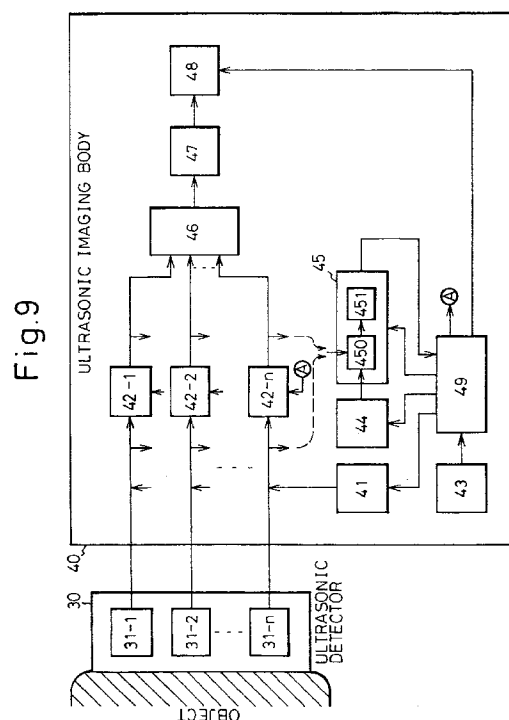 Fig.9
ULTRASONIC IMAGING BODY
40
30
31-1
31-2
31-n
OBJECT
ULTRASONIC
DETECTOR
42-1
42-2
42-n
A
46
47
48
45
450
451
44
41
43
49
A